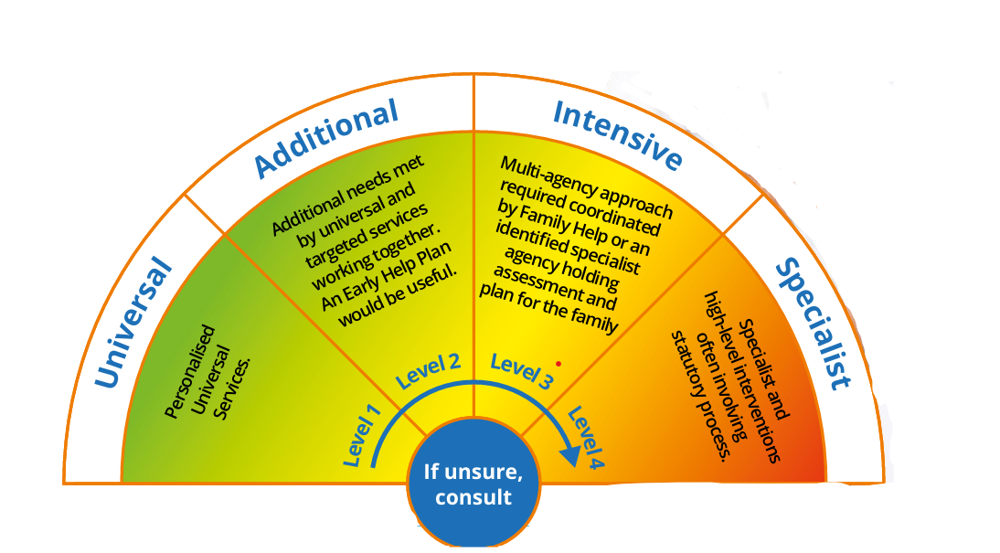 Universal
Additional
Intensive
Specialist
Personalised
Universal
Services.
Additional needs met
by universal and
targeted services
working together.
An Early Help Plan
would be useful.
Multi-agency approach
required coordinated
by Family Help or an
identified specialist
agency holding
assessment and
plan for the family
Specialist and
high-level interventions
often involving
statutory process.
Level 1
Level 2
Level 3
Level 4
If unsure,
consult